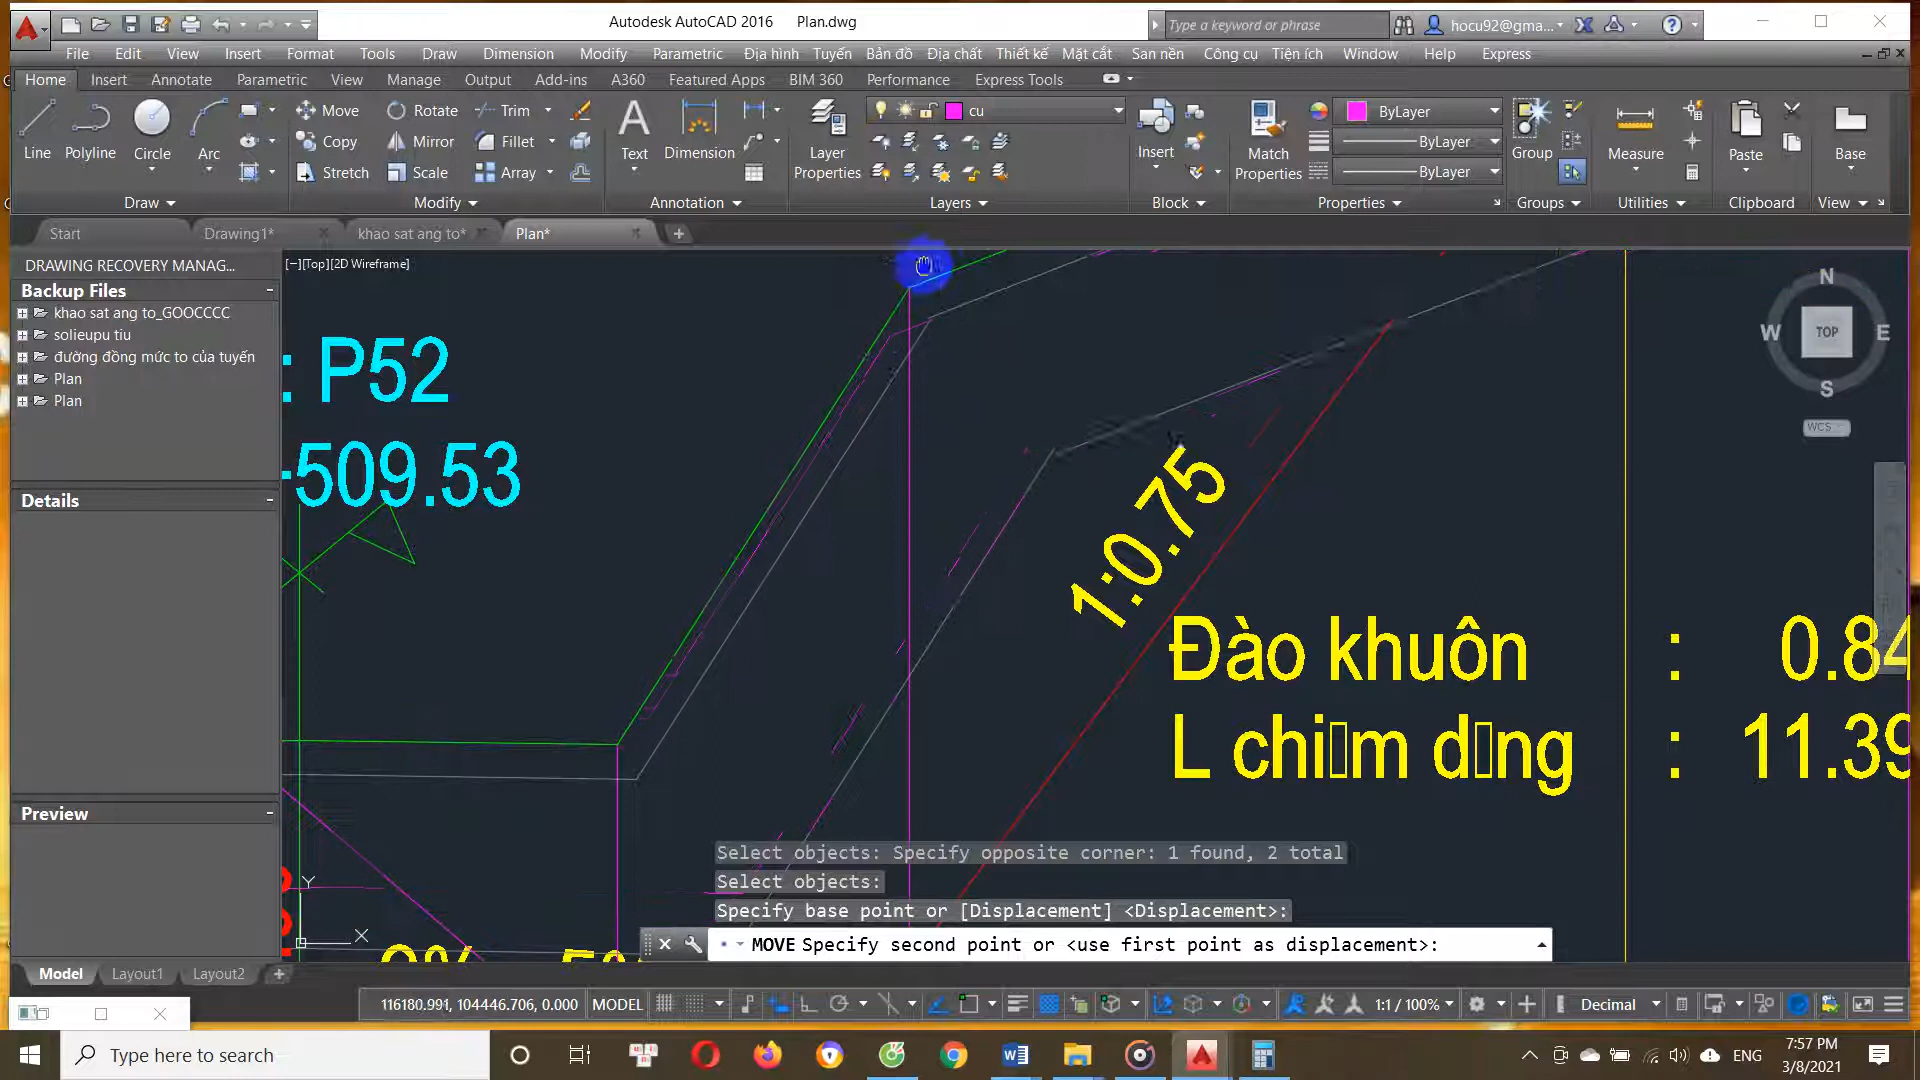 Autodesk AutoCAD 2016 Plan.dwg
Type a keyword or phrase
hocu92@gma...
File Edit View Insert Format Tools Draw Dimension Modify Parametric Địa hình Tuyến Bản đồ Địa chất Thiết kế Mặt cắt San nền Công cụ Tiện ích Window Help Express
Home Insert Annotate Parametric View Manage Output Add-ins A360 Featured Apps BIM 360 Performance Express Tools
Line Polyline Circle Arc
Move Rotate Trim
Copy Mirror Fillet
Stretch Scale Array
Text Dimension
Layer Properties
cu
Insert
Match Properties
ByLayer
ByLayer
ByLayer
Group Measure Paste Base
Draw Modify Annotation Layers Block Properties Groups Utilities Clipboard View
Start Drawing1* khao sat ang to* Plan*
DRAWING RECOVERY MANAG...
Backup Files
khao sat ang to_GOOCCCC
solieupu tiu
đường đồng mức to của tuyến
Plan
Plan
Details
Preview
[−][Top][2D Wireframe]
N
W TOP E
S
WCS
: P52
509.53
1:0.75
Đào khuôn : 0.84
L chi▯m d▯ng : 11.39
Y
X
Select objects: Specify opposite corner: 1 found, 2 total
Select objects:
Specify base point or [Displacement] <Displacement>:
MOVE Specify second point or <use first point as displacement>:
Model Layout1 Layout2
116180.991, 104446.706, 0.000 MODEL
1:1 / 100%
Decimal
Type here to search
ENG
7:57 PM
3/8/2021